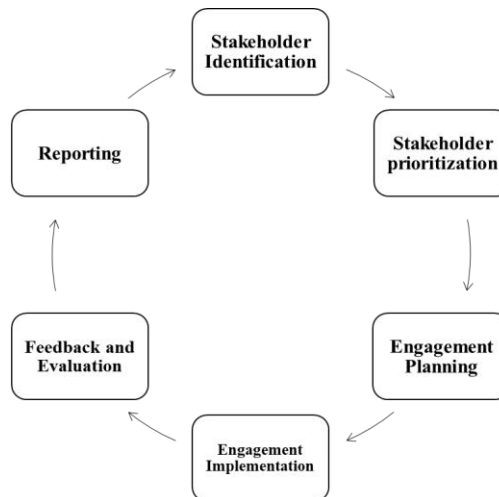 Stakeholder
Identification
Stakeholder
prioritization
Engagement
Planning
Engagement
Implementation
Feedback and
Evaluation
Reporting